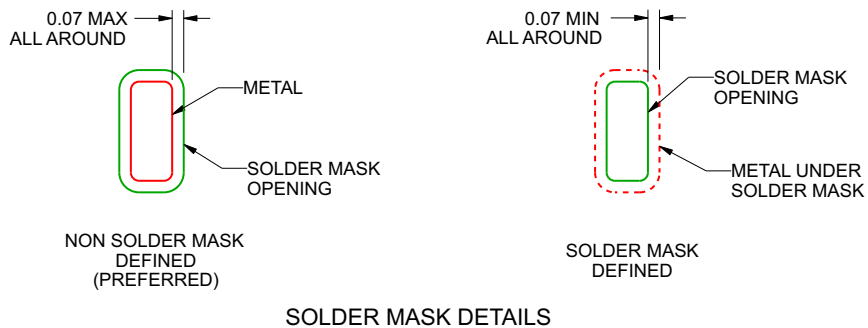 0.07 MAX
ALL AROUND
METAL
SOLDER MASK
OPENING
NON SOLDER MASK
DEFINED
(PREFERRED)
0.07 MIN
ALL AROUND
SOLDER MASK
OPENING
METAL UNDER
SOLDER MASK
SOLDER MASK
DEFINED
SOLDER MASK DETAILS